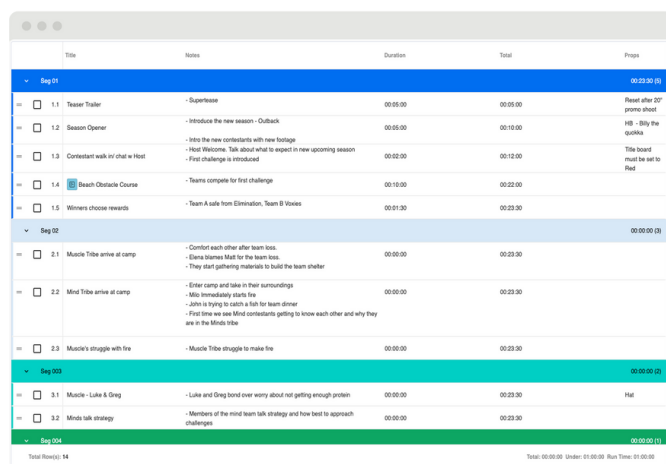 Title Notes Duration Total Props
Seg 01 00:23:30 (5)
1.1 Teaser Trailer - Supertease 00:05:00 00:05:00 Reset after 20"
promo shoot
1.2 Season Opener - Introduce the new season - Outback 00:05:00 00:10:00 HB - Billy the
quokka
- Intro the new contestants with new footage
1.3 Contestant walk in/ chat w Host - Host Welcome. Talk about what to expect in new upcoming season 00:02:00 00:12:00 Title board
- First challenge is introduced must be set to
Red
1.4 Beach Obstacle Course - Teams compete for first challenge 00:10:00 00:22:00
1.5 Winners choose rewards - Team A safe from Elimination, Team B Voxies 00:01:30 00:23:30
Seg 02 00:00:00 (3)
2.1 Muscle Tribe arrive at camp - Comfort each other after team loss. 00:00:00 00:23:30
- Elena blames Matt for the team loss.
- They start gathering materials to build the team shelter
2.2 Mind Tribe arrive at camp - Enter camp and take in their surroundings 00:00:00 00:23:30
- Milo Immediately starts fire
- John is trying to catch a fish for team dinner
- First time we see Mind contestants getting to know each other and why they
are in the Minds tribe
2.3 Muscle's struggle with fire - Muscle Tribe struggle to make fire 00:00:00 00:23:30
Seg 003 00:00:00 (2)
3.1 Muscle - Luke & Greg - Luke and Greg bond over worry about not getting enough protein 00:00:00 00:23:30 Hat
3.2 Minds talk strategy - Members of the mind team talk strategy and how best to approach 00:00:00 00:23:30
challenges
Seg 004 00:00:00 (1)
Total Row(s): 14 Total: 00:00:00 Under: 01:00:00 Run Time: 01:00:00